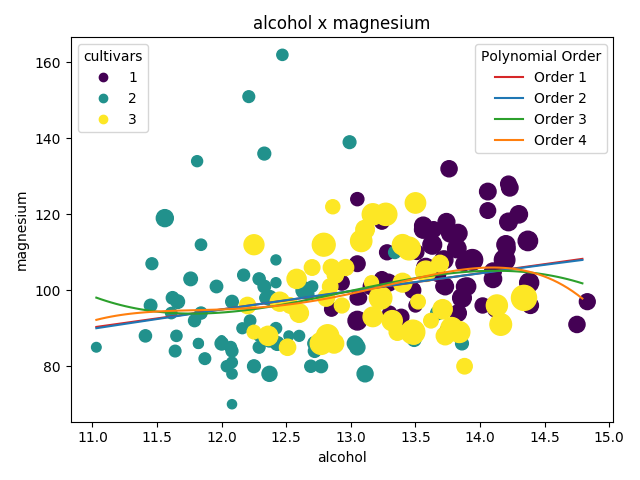 alcohol x magnesium
cultivars
1
2
3
Polynomial Order
Order 1
Order 2
Order 3
Order 4
magnesium
160
140
120
100
80
11.0 11.5 12.0 12.5 13.0 13.5 14.0 14.5 15.0
alcohol